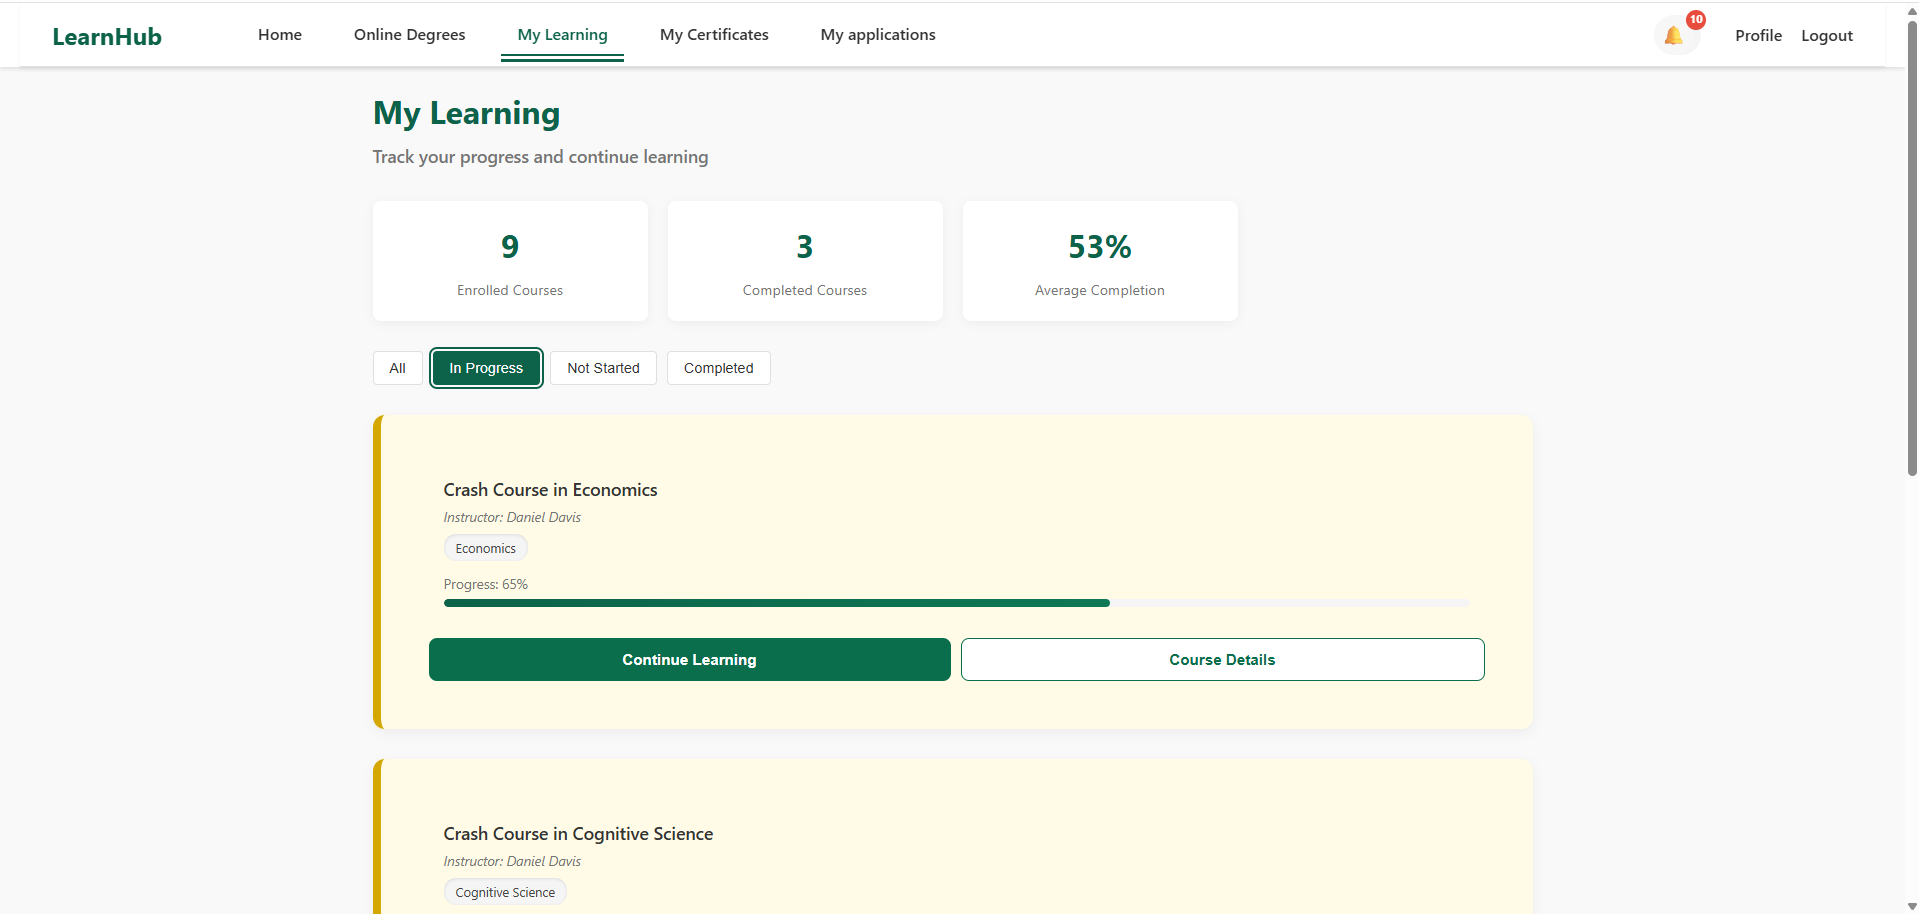 LearnHub
Home
Online Degrees
My Learning
My Certificates
My applications
10
Profile
Logout
My Learning
Track your progress and continue learning
9
Enrolled Courses
3
Completed Courses
53%
Average Completion
All
In Progress
Not Started
Completed
Crash Course in Economics
Instructor: Daniel Davis
Economics
Progress: 65%
Continue Learning
Course Details
Crash Course in Cognitive Science
Instructor: Daniel Davis
Cognitive Science